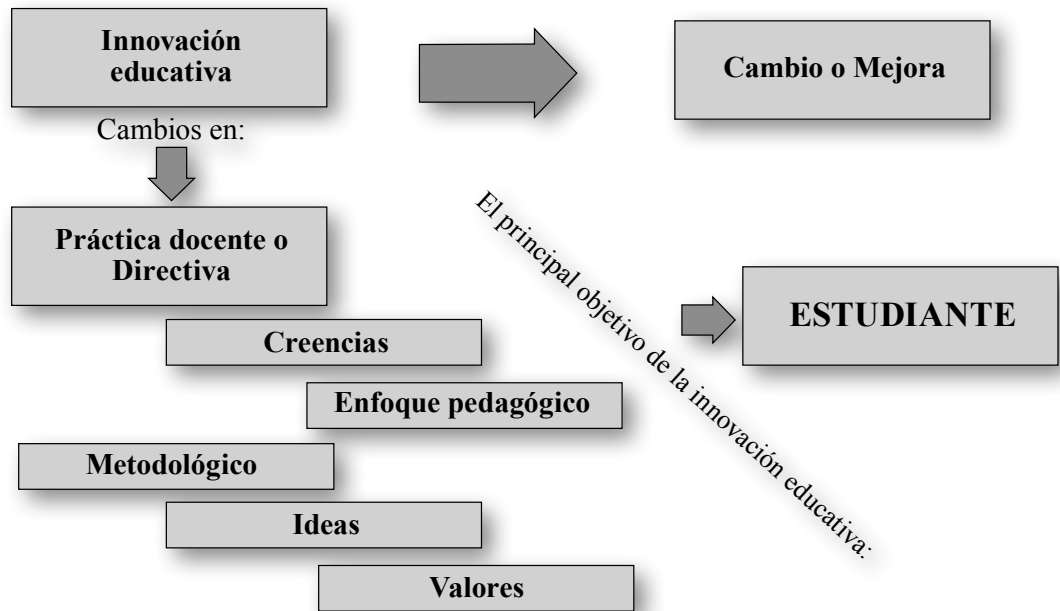 Innovación
educativa
Cambio o Mejora
Cambios en:
Práctica docente o
Directiva
Creencias
Enfoque pedagógico
Metodológico
Ideas
Valores
El principal objetivo de la innovación educativa:
ESTUDIANTE